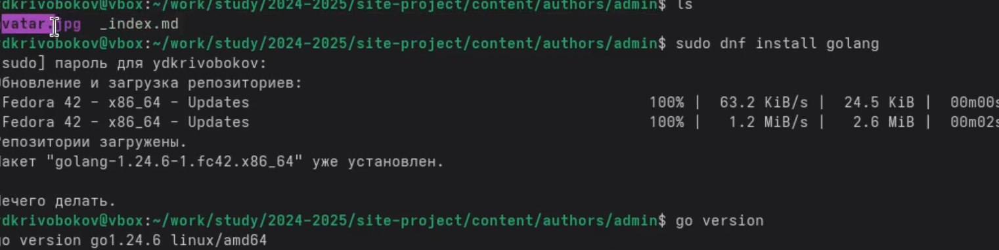 dkrivobokov@vbox:~/work/study/2024-2025/site-project/content/authors/admin$ ls
vatar.jpg _index.md
dkrivobokov@vbox:~/work/study/2024-2025/site-project/content/authors/admin$ sudo dnf install golang
sudo] пароль для ydkrivobokov:
бновление и загрузка репозиториев:
Fedora 42 - x86_64 - Updates 100% | 63.2 KiB/s | 24.5 KiB | 00m00s
Fedora 42 - x86_64 - Updates 100% | 1.2 MiB/s | 2.6 MiB | 00m02s
Репозитории загружены.
акет "golang-1.24.6-1.fc42.x86_64" уже установлен.
ечего делать.
dkrivobokov@vbox:~/work/study/2024-2025/site-project/content/authors/admin$ go version
go version go1.24.6 linux/amd64